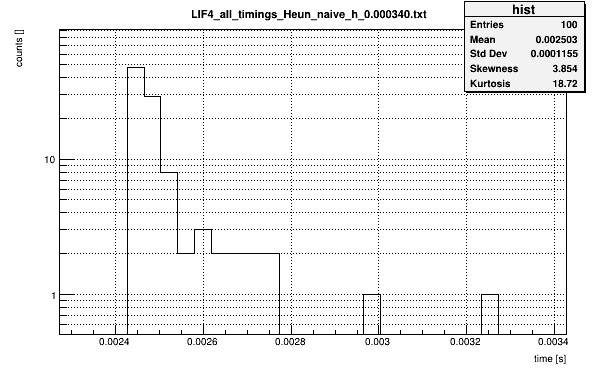 LIF4_all_timings_Heun_naive_h_0.000340.txt
hist
Entries 100
Mean 0.002503
Std Dev 0.0001155
Skewness 3.854
Kurtosis 18.72
counts []
10
1
0.0024 0.0026 0.0028 0.003 0.0032 0.0034
time [s]